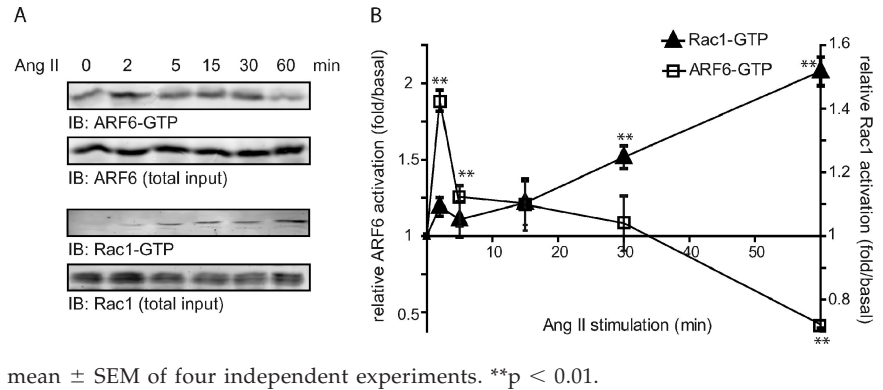 A
Ang II 0 2 5 15 30 60 min
IB: ARF6-GTP
IB: ARF6 (total input)
IB: Rac1-GTP
IB: Rac1 (total input)
B
Rac1-GTP
ARF6-GTP
relative ARF6 activation (fold/basal)
2
1.5
1
0.5
**
**
**
**
**
10 20 30 40 50
Ang II stimulation (min)
1.6
1.4
1.2
1
0.8
relative Rac1 activation (fold/basal)
mean ± SEM of four independent experiments. **p < 0.01.